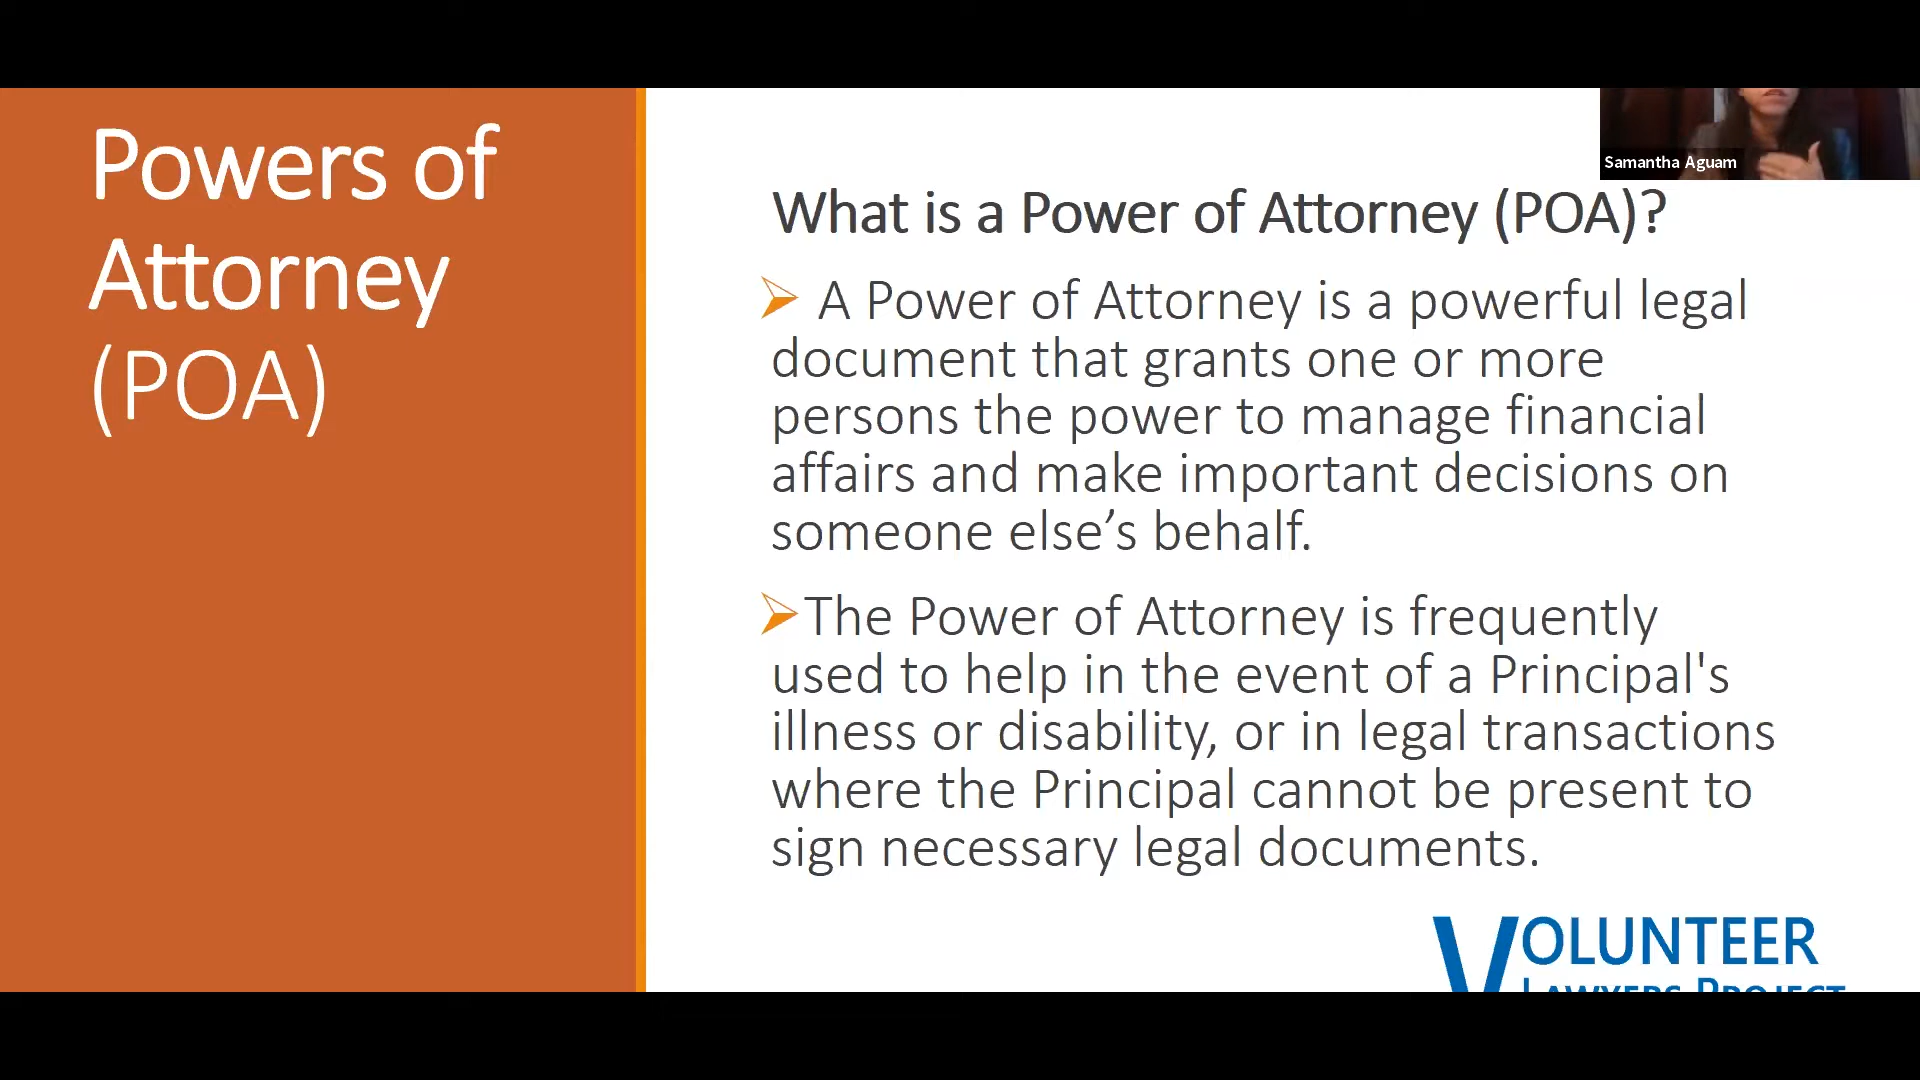 Powers of
Attorney
(POA)
Samantha Aguam
What is a Power of Attorney (POA)?
A Power of Attorney is a powerful legal
document that grants one or more
persons the power to manage financial
affairs and make important decisions on
someone else’s behalf.
The Power of Attorney is frequently
used to help in the event of a Principal's
illness or disability, or in legal transactions
where the Principal cannot be present to
sign necessary legal documents.
VOLUNTEER
LAWYERS PROJECT